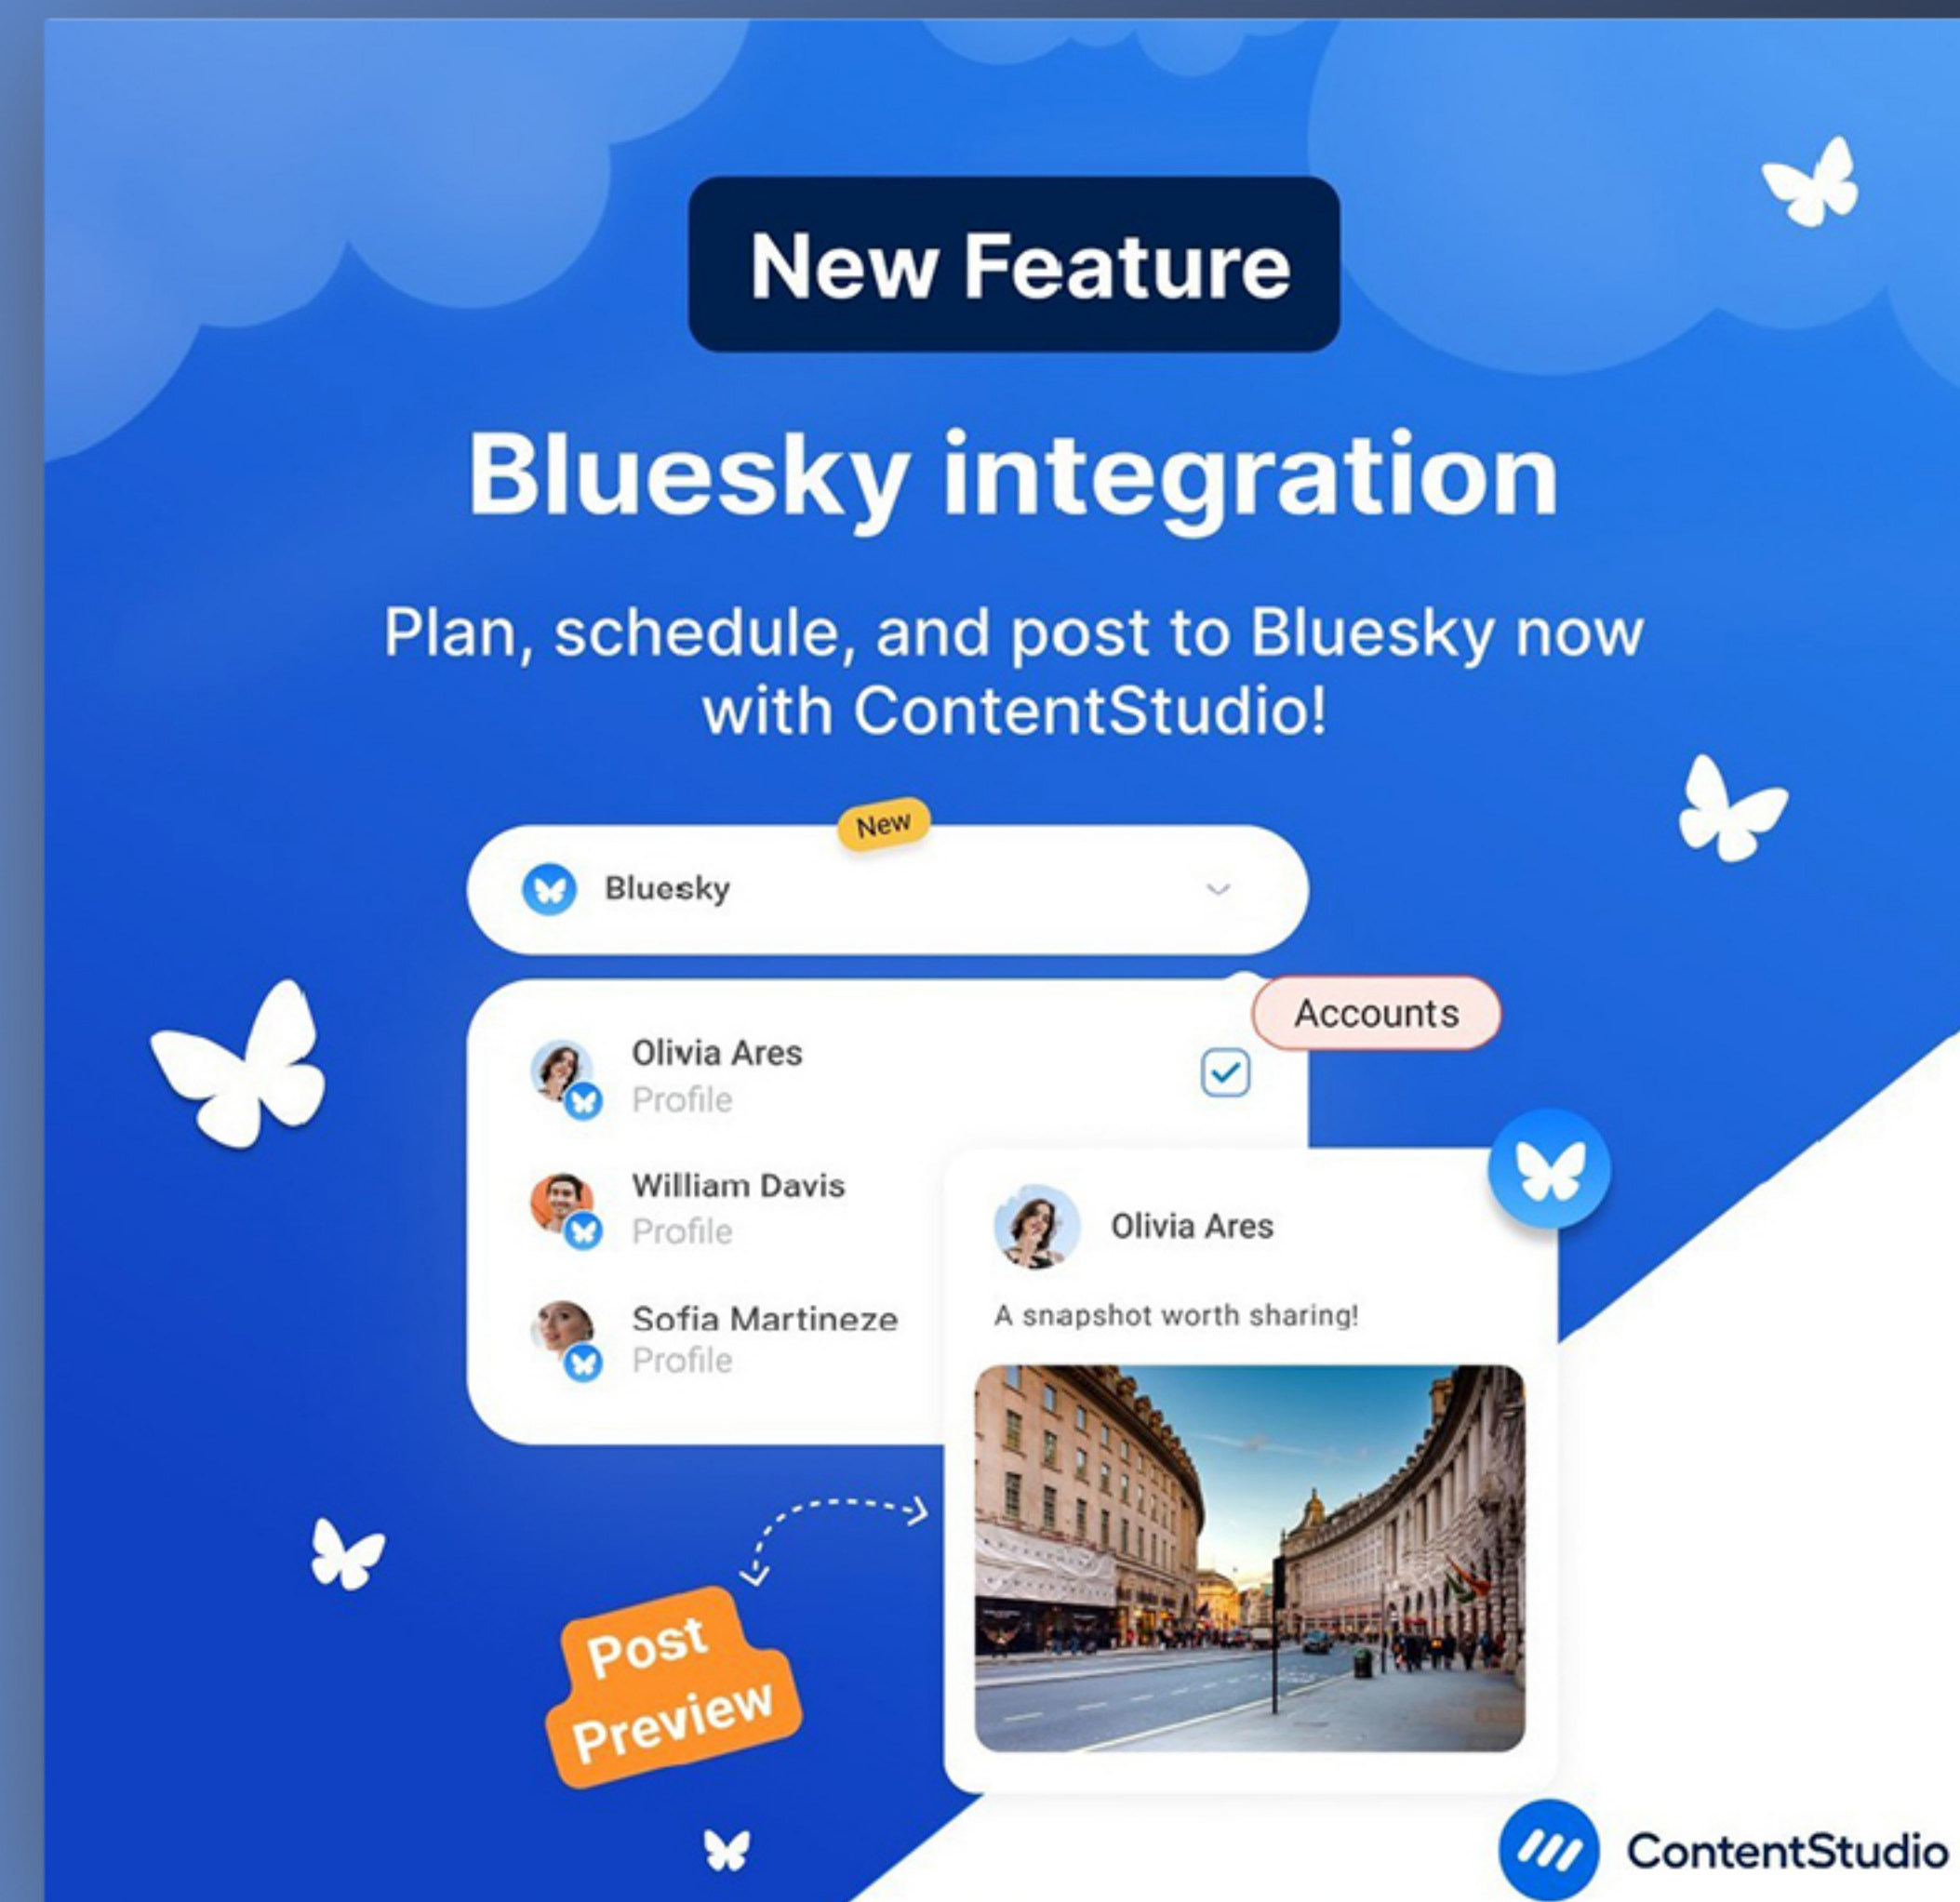 New Feature
Bluesky integration
Plan, schedule, and post to Bluesky now
with ContentStudio!
New
Bluesky
Accounts
Olivia Ares
Profile
William Davis
Profile
Sofia Martineze
Profile
Olivia Ares
A snapshot worth sharing!
Post
Preview
ContentStudio